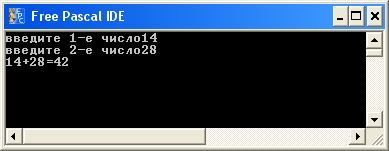 Free Pascal IDE
введите 1-е число14
введите 2-е число28
14+28=42